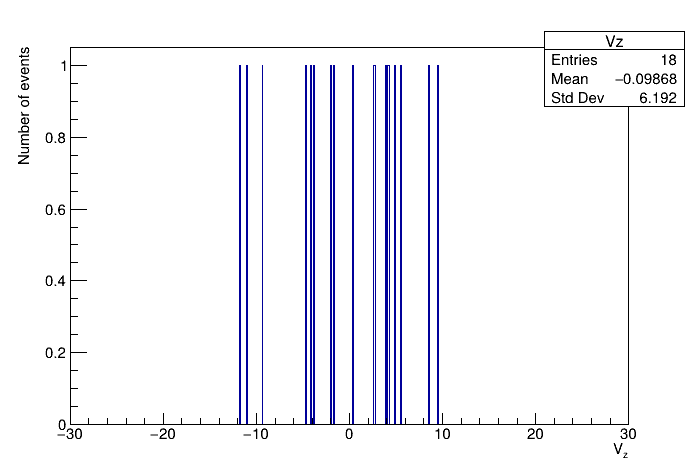 Vz
Entries 18
Mean −0.09868
Std Dev 6.192
Number of events
1
0.8
0.6
0.4
0.2
0
−30 −20 −10 0 10 20 30
Vz